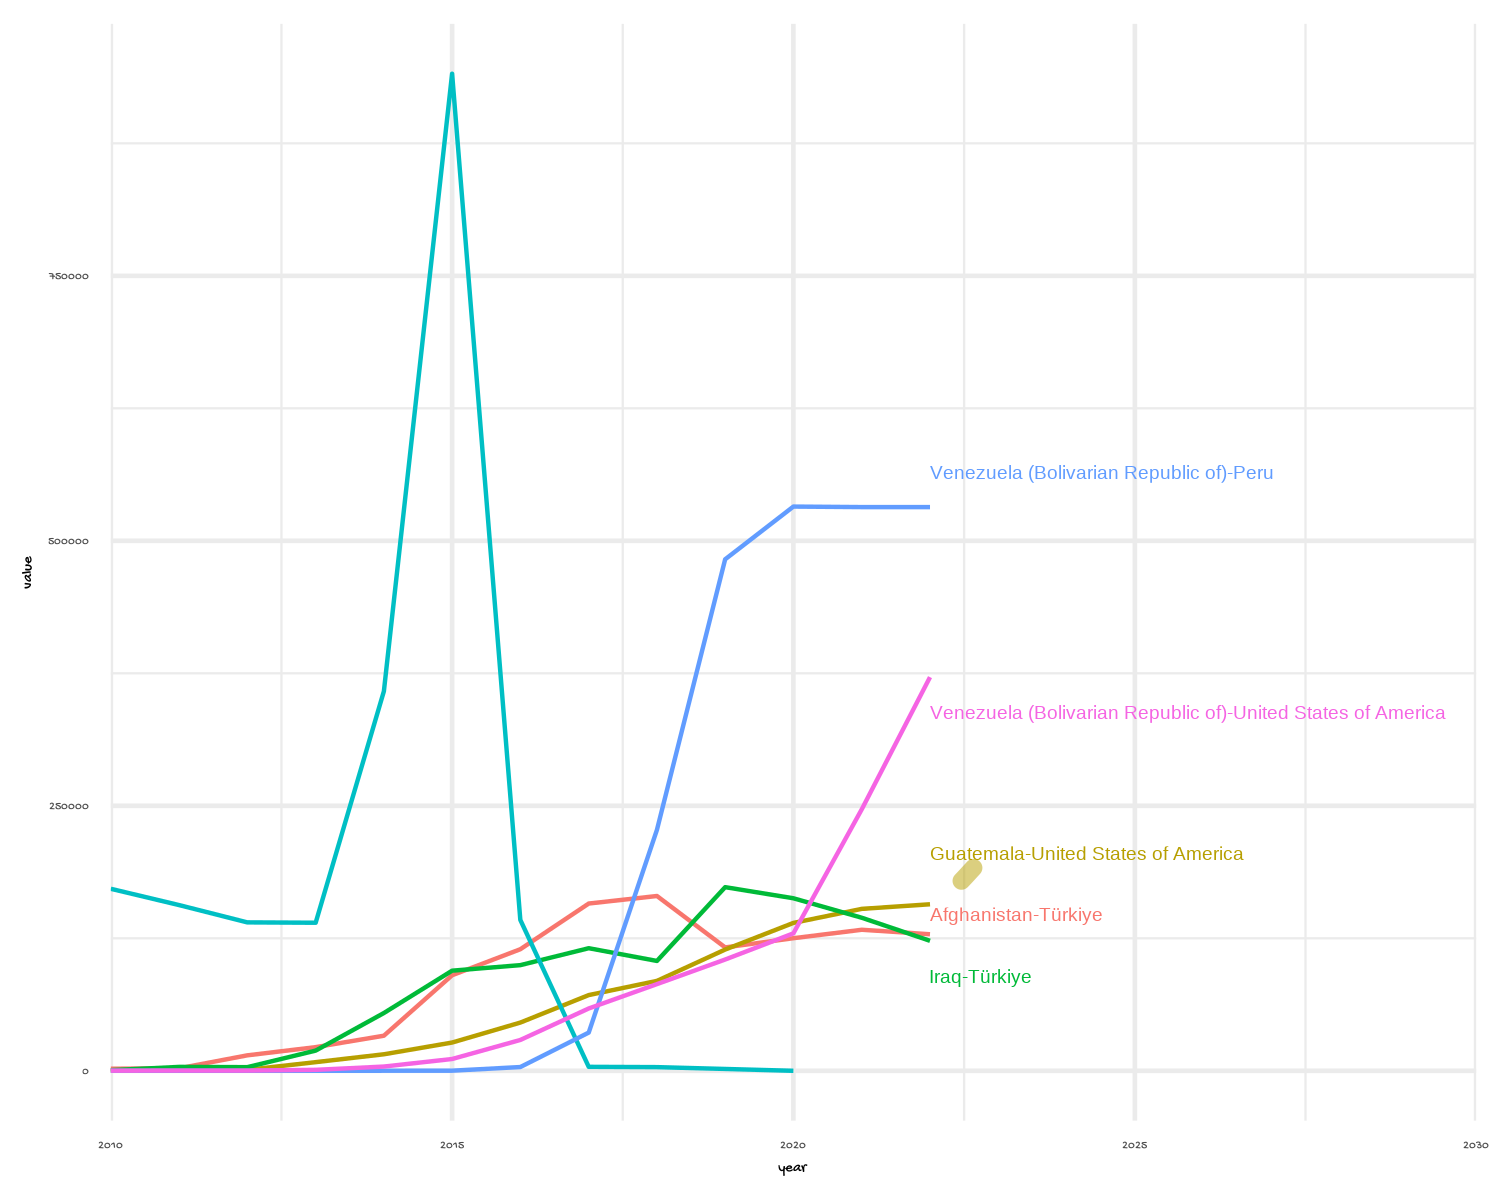 750000
Venezuela (Bolivarian Republic of)-Peru
500000
value
Venezuela (Bolivarian Republic of)-United States of America
250000
Guatemala-United States of America
Afghanistan-Türkiye
Iraq-Türkiye
0
2010 2015 2020 2025 2030
year